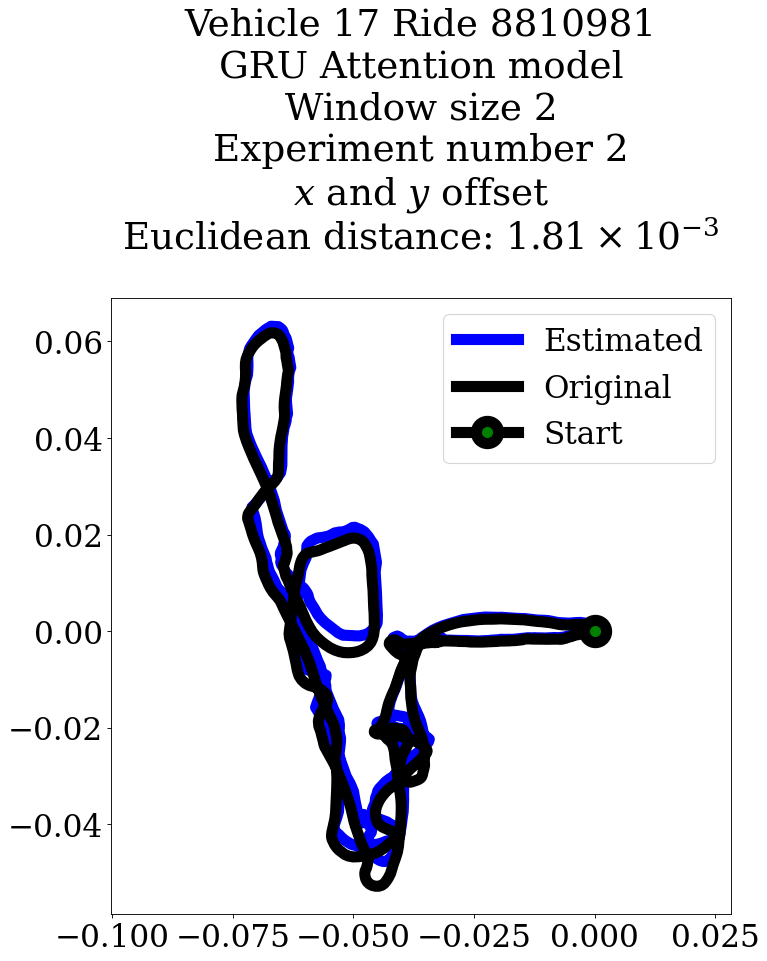 Vehicle 17 Ride 8810981
GRU Attention model
Window size 2
Experiment number 2
x and y offset
Euclidean distance: 1.81 × 10⁻³
Estimated
Original
Start
0.06
0.04
0.02
0.00
−0.02
−0.04
−0.100 −0.075 −0.050 −0.025 0.000 0.025